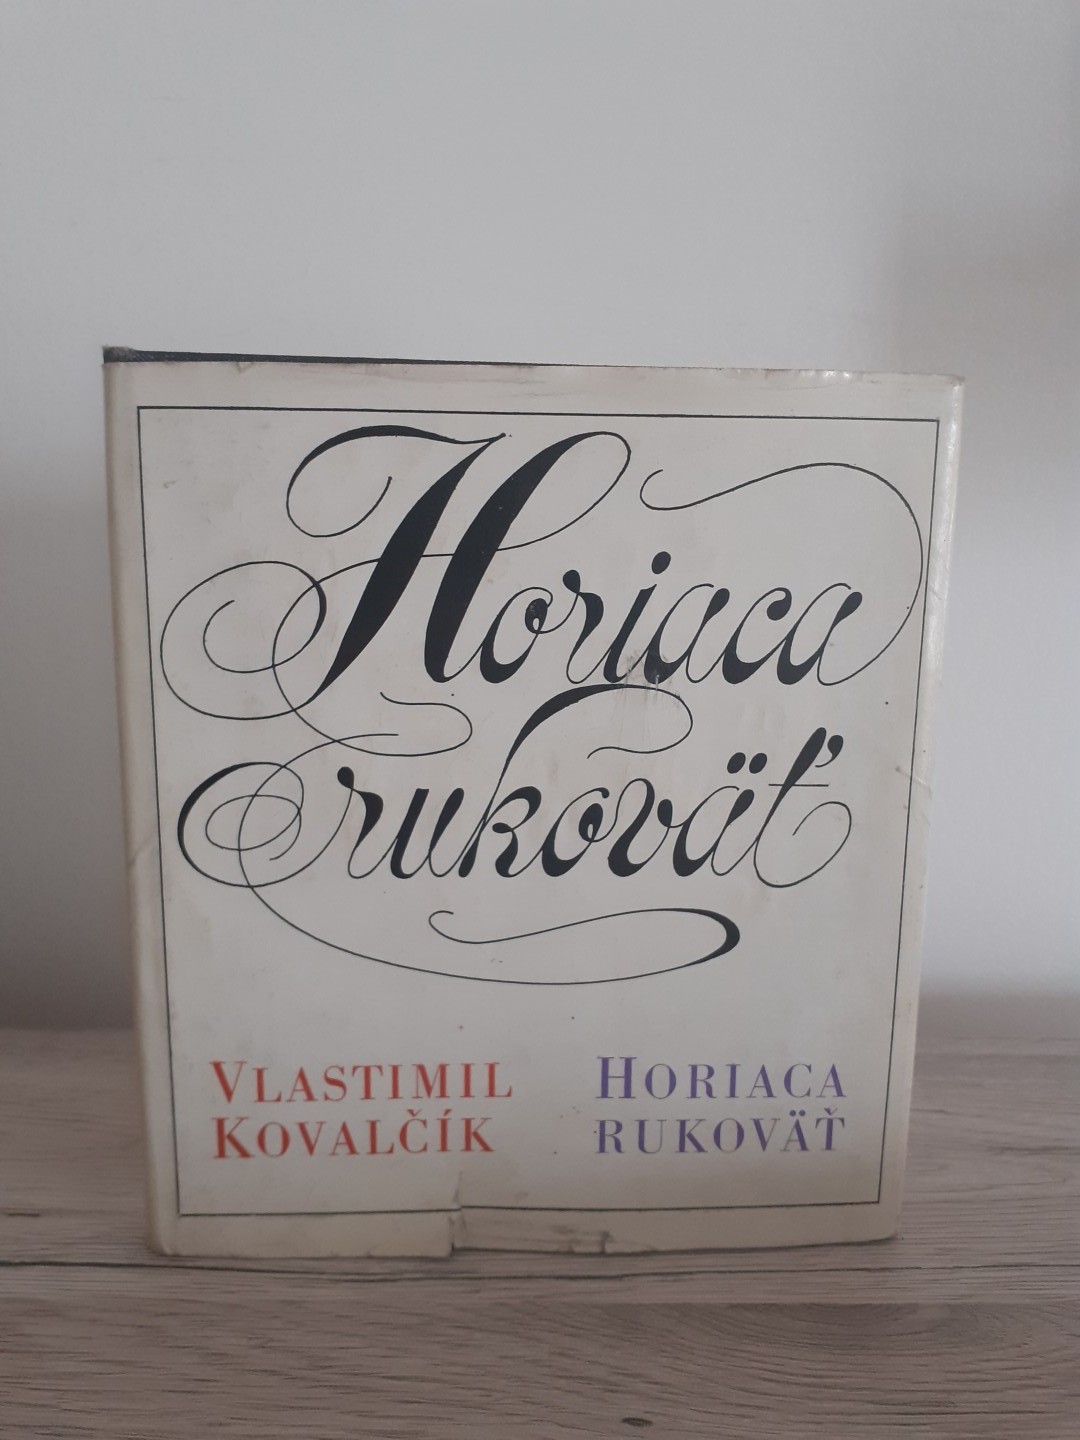 Horiaca
rukoväť
VLASTIMIL
KOVALČÍK
HORIACA
RUKOVÄŤ